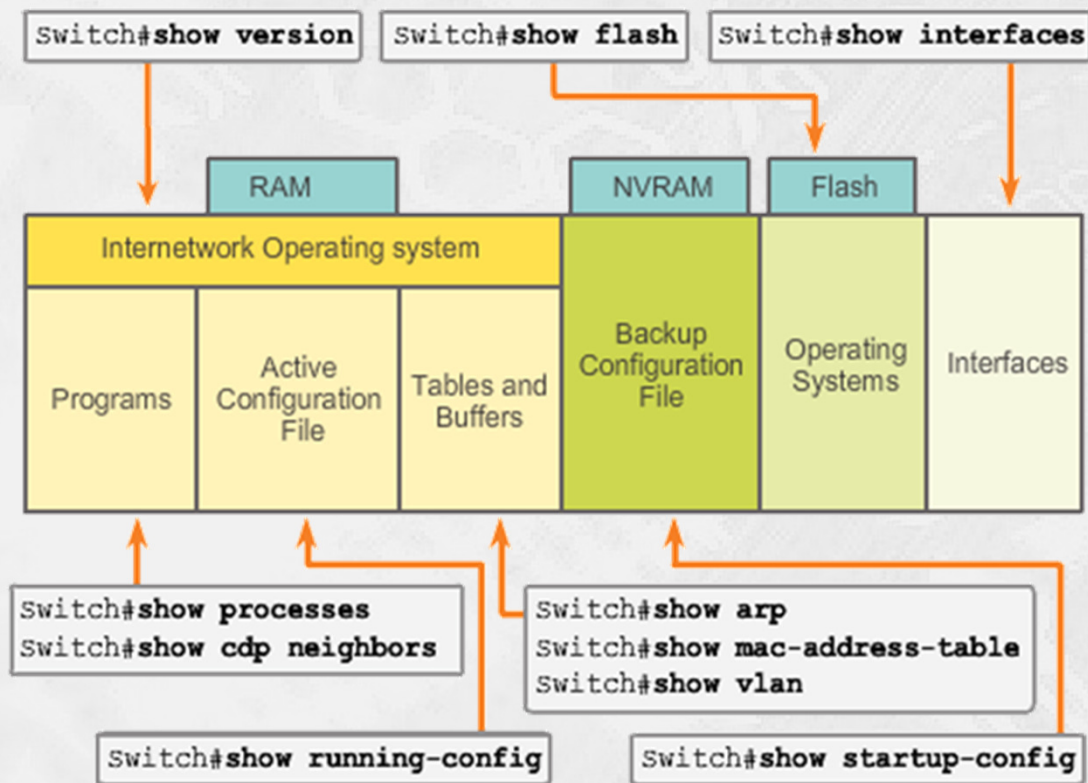 Switch#show version
Switch#show flash
Switch#show interfaces
RAM
NVRAM
Flash
Internetwork Operating system
Programs
Active
Configuration
File
Tables and
Buffers
Backup
Configuration
File
Operating
Systems
Interfaces
Switch#show processes
Switch#show cdp neighbors
Switch#show arp
Switch#show mac-address-table
Switch#show vlan
Switch#show running-config
Switch#show startup-config